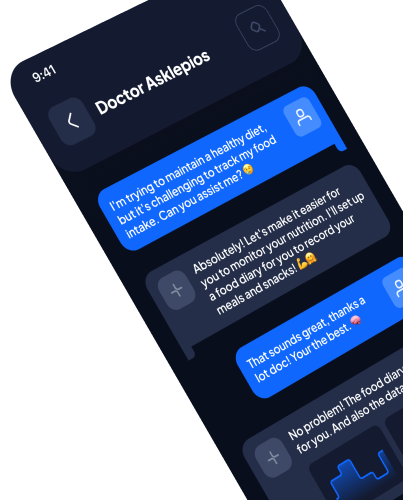 9:41
Doctor Asklepios
I'm trying to maintain a healthy diet,
but it's challenging to track my food
intake. Can you assist me? 🤔
Absolutely! Let's make it easier for
you to monitor your nutrition. I'll set up
a food diary for you to record your
meals and snacks! 💪🤗
That sounds great, thanks a
lot doc! Your the best. 🧠
No problem! The food diary
for you. And also the data